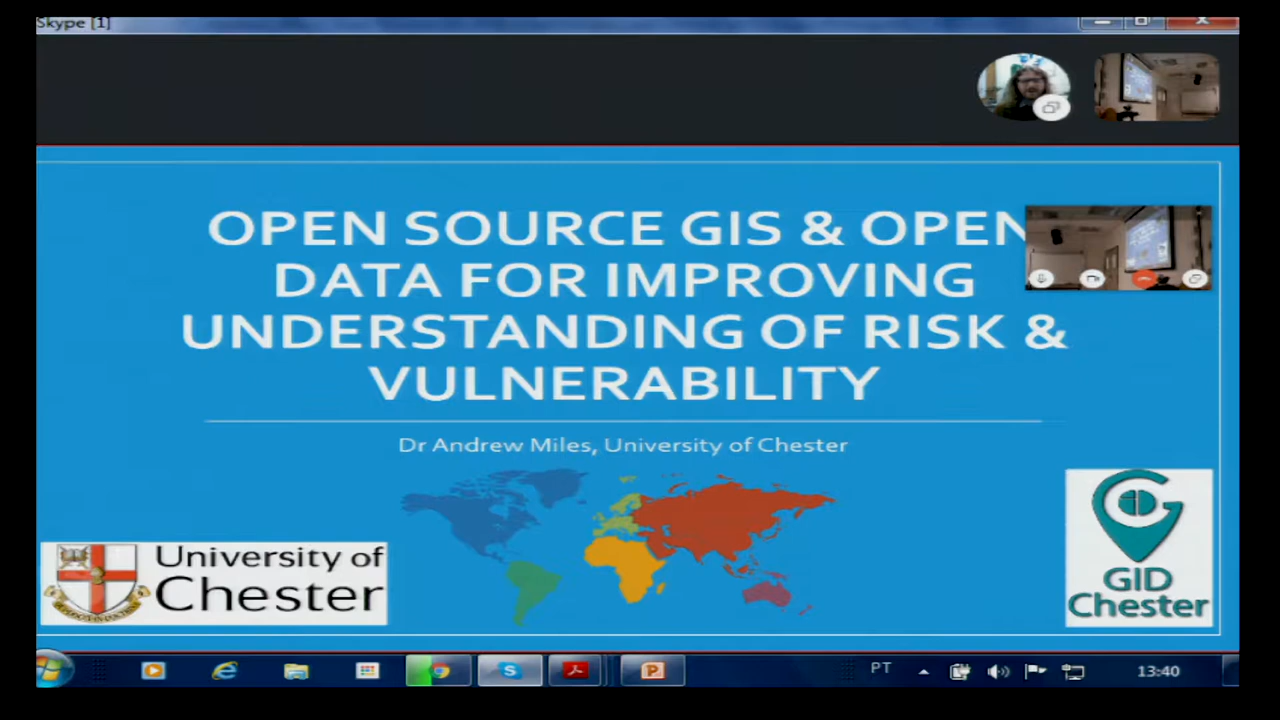 Skype [1]
OPEN SOURCE GIS & OPEN
DATA FOR IMPROVING
UNDERSTANDING OF RISK &
VULNERABILITY
Dr Andrew Miles, University of Chester
University of
Chester
GID
Chester
PT
13:40